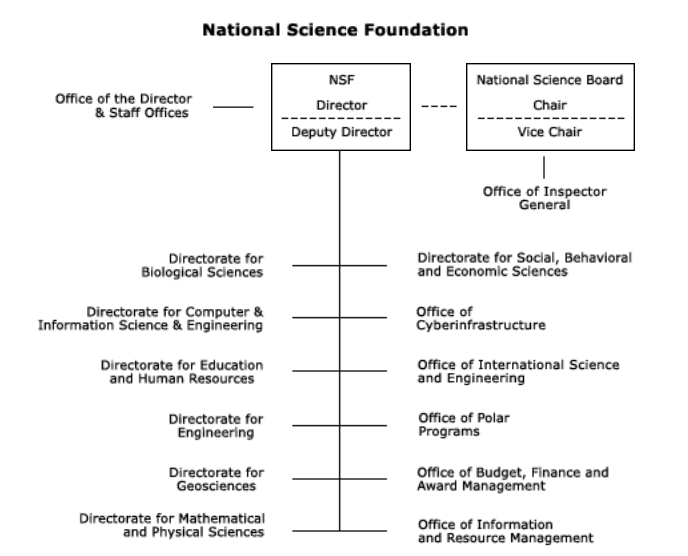 National Science Foundation
Office of the Director
& Staff Offices
NSF
Director
Deputy Director
National Science Board
Chair
Vice Chair
Office of Inspector
General
Directorate for
Biological Sciences
Directorate for Social, Behavioral
and Economic Sciences
Directorate for Computer &
Information Science & Engineering
Office of
Cyberinfrastructure
Directorate for Education
and Human Resources
Office of International Science
and Engineering
Directorate for
Engineering
Office of Polar
Programs
Directorate for
Geosciences
Office of Budget, Finance and
Award Management
Directorate for Mathematical
and Physical Sciences
Office of Information
and Resource Management